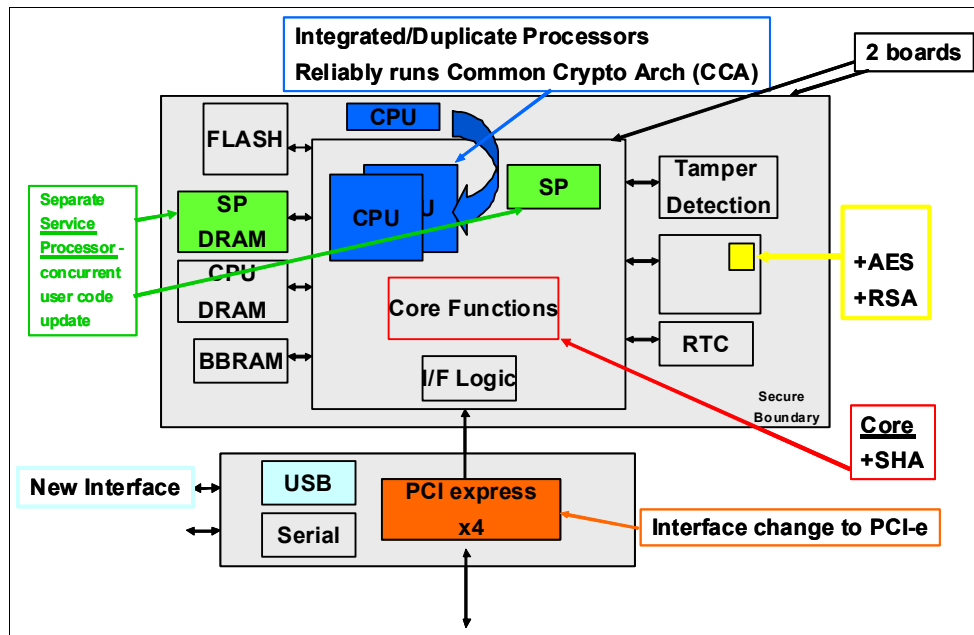 Integrated/Duplicate Processors
Reliably runs Common Crypto Arch (CCA)
2 boards
CPU
FLASH
Tamper
Detection
SP
CPU
U
Separate
Service
Processor -
concurrent
user code
update
SP
DRAM
CPU
DRAM
+AES
+RSA
Core Functions
RTC
BBRAM
I/F Logic
Secure
Boundary
Core
+SHA
New Interface
USB
PCI express
x4
Serial
Interface change to PCI-e